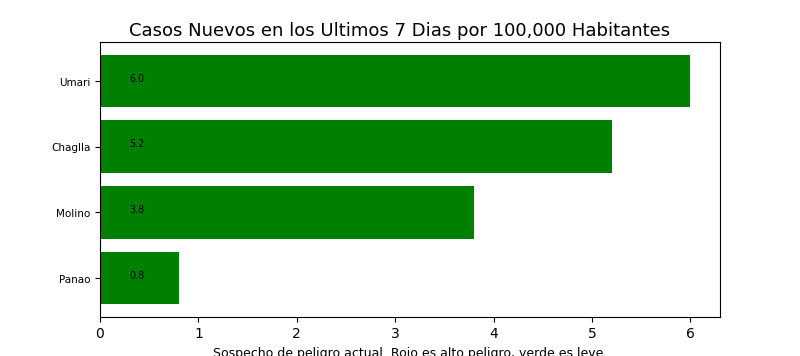 Casos Nuevos en los Ultimos 7 Dias por 100,000 Habitantes
Umari
6.0
Chaglla
5.2
Molino
3.8
Panao
0.8
0 1 2 3 4 5 6
Sospecho de peligro actual. Rojo es alto peligro, verde es leve